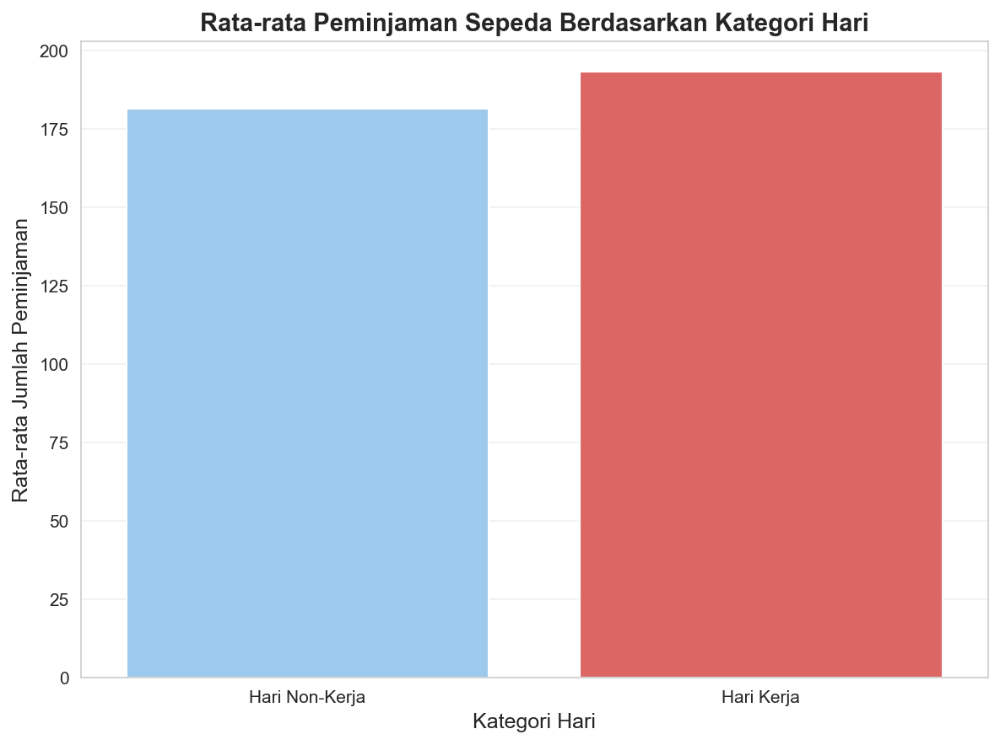 Rata-rata Peminjaman Sepeda Berdasarkan Kategori Hari
Rata-rata Jumlah Peminjaman
200
175
150
125
100
75
50
25
0
Hari Non-Kerja
Hari Kerja
Kategori Hari